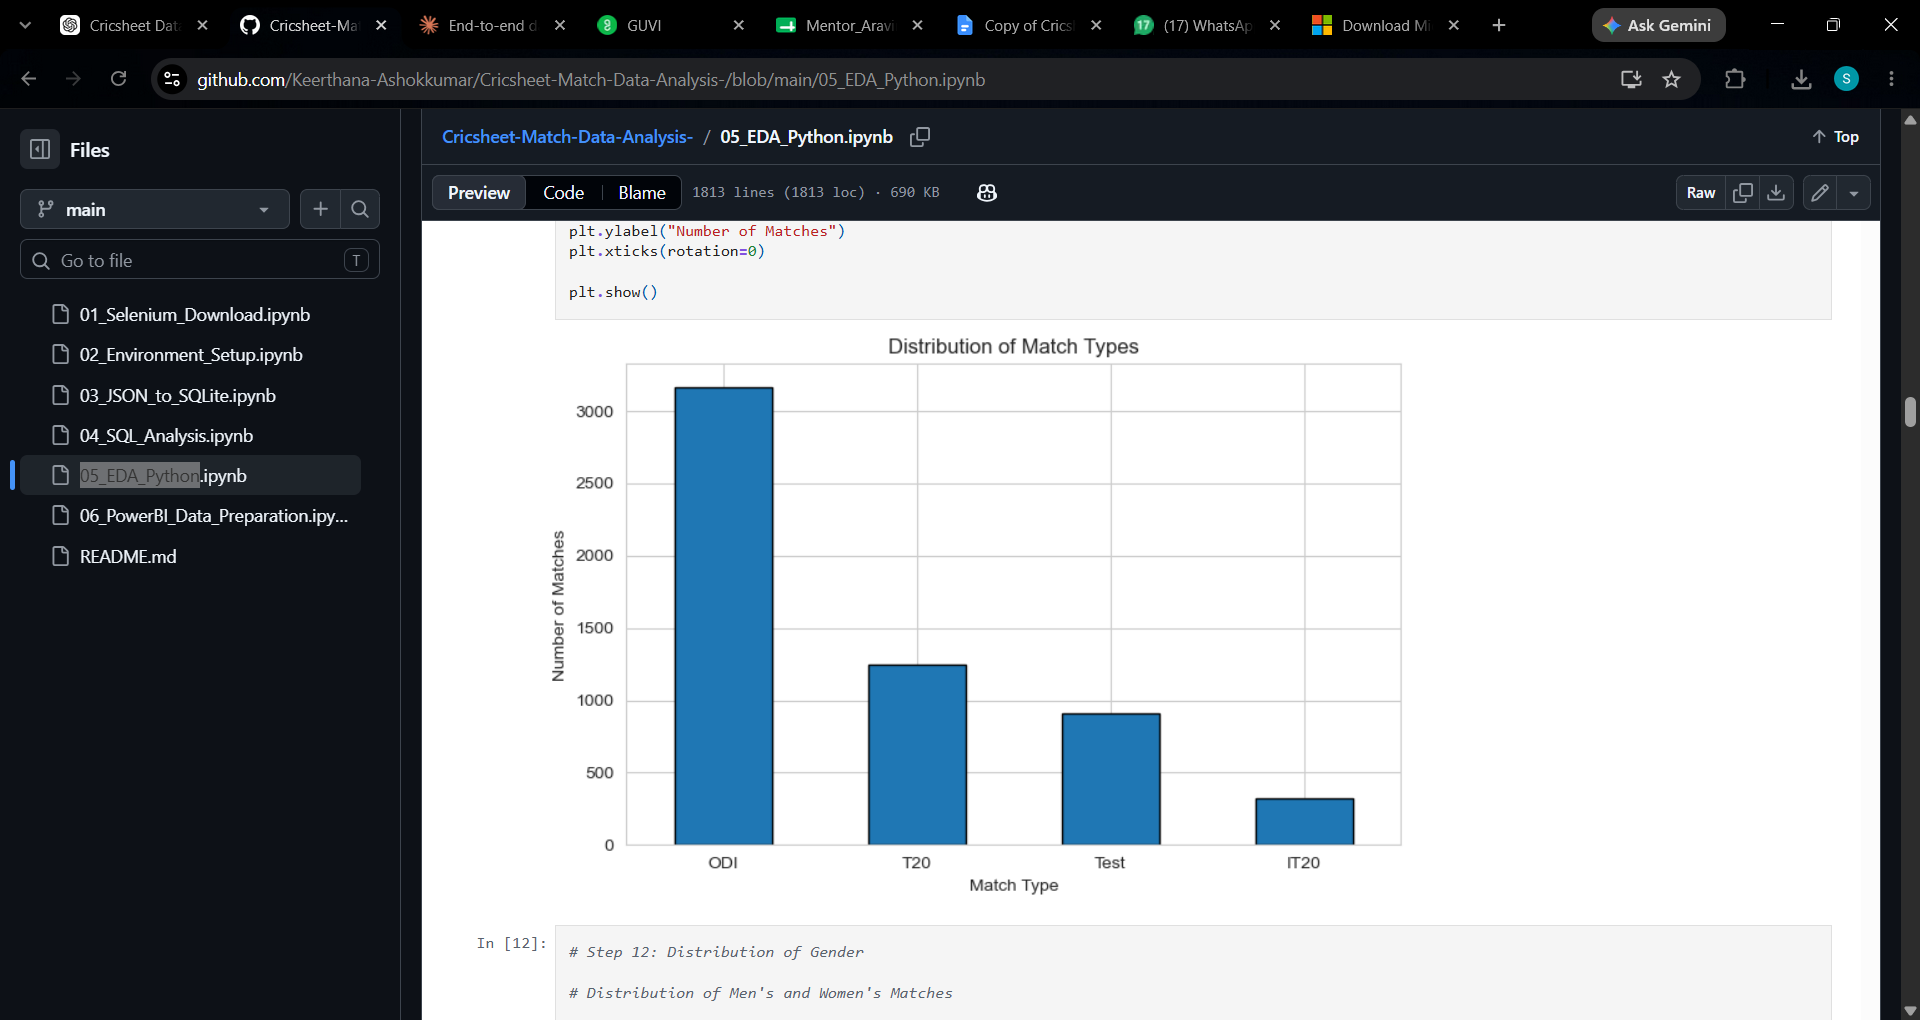 Cricsheet Dat
Cricsheet-Ma
End-to-end d
GUVI
Mentor_Aravi
Copy of Crics
(17) WhatsAp
Download Mi
Ask Gemini
github.com/Keerthana-Ashokkumar/Cricsheet-Match-Data-Analysis-/blob/main/05_EDA_Python.ipynb
S
Files
main
Go to file
T
01_Selenium_Download.ipynb
02_Environment_Setup.ipynb
03_JSON_to_SQLite.ipynb
04_SQL_Analysis.ipynb
05_EDA_Python.ipynb
06_PowerBI_Data_Preparation.ipy...
README.md
Cricsheet-Match-Data-Analysis- / 05_EDA_Python.ipynb
Top
Preview Code Blame 1813 lines (1813 loc) · 690 KB
Raw
plt.ylabel("Number of Matches")
plt.xticks(rotation=0)
plt.show()
Distribution of Match Types
3000
2500
2000
1500
1000
500
0
Number of Matches
ODI T20 Test IT20
Match Type
In [12]:
# Step 12: Distribution of Gender
# Distribution of Men's and Women's Matches